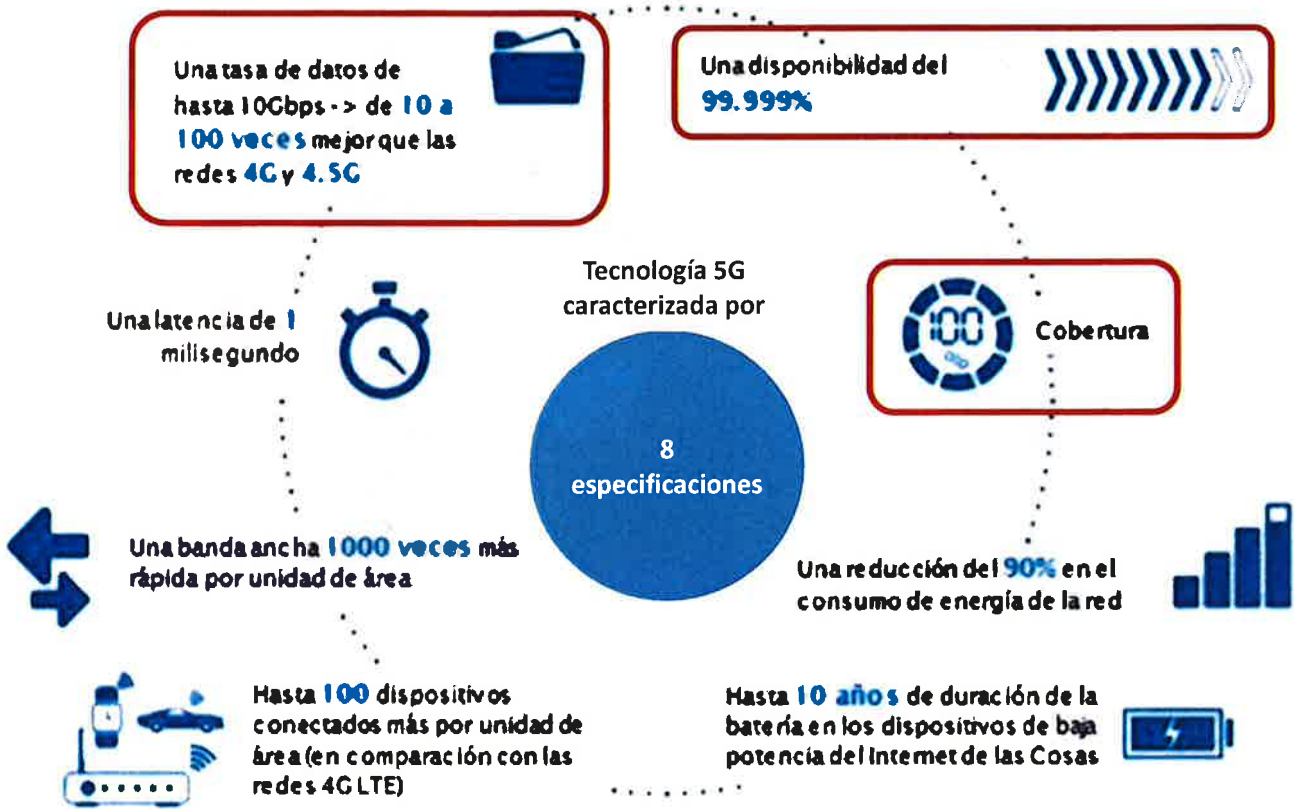 Una tasa de datos de
hasta 10Gbps -> de 10 a
100 veces mejor que las
redes 4G y 4.5G
Una disponibilidad del
99.999%
Tecnología 5G
caracterizada por
8
especificaciones
Una latencia de 1
milisegundo
100
Cobertura
Una banda ancha 1000 veces más
rápida por unidad de área
Una reducción del 90% en el
consumo de energía de la red
Hasta 100 dispositivos
conectados más por unidad de
área (en comparación con las
redes 4G LTE)
Hasta 10 años de duración de la
batería en los dispositivos de baja
potencia del Internet de las Cosas